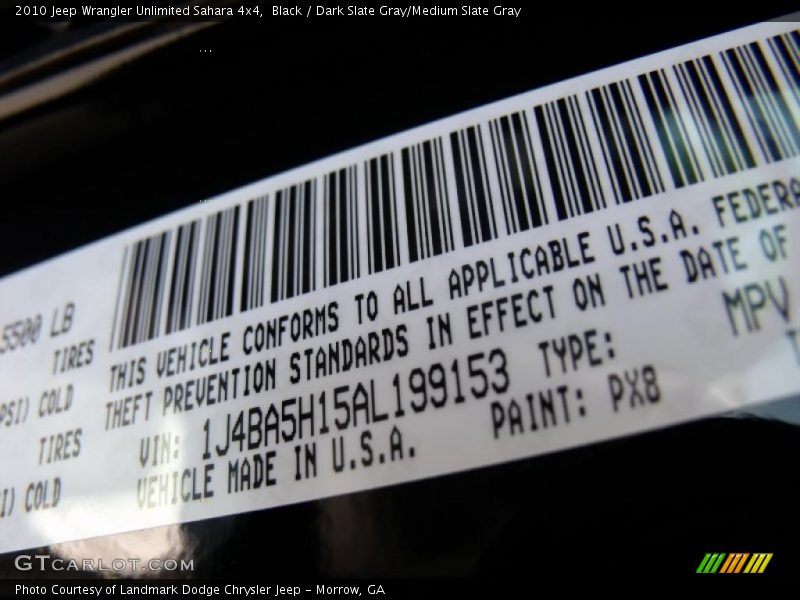 2010 Jeep Wrangler Unlimited Sahara 4x4,  Black / Dark Slate Gray/Medium Slate Gray
5500 LB
TIRES
COLD
TIRES
COLD
THIS VEHICLE CONFORMS TO ALL APPLICABLE U.S.A. FEDERA
THEFT PREVENTION STANDARDS IN EFFECT ON THE DATE OF
VIN: 1J4BA5H15AL199153 TYPE: MPV
VEHICLE MADE IN U.S.A. PAINT: PX8
GTCARLOT.COM
Photo Courtesy of Landmark Dodge Chrysler Jeep - Morrow, GA